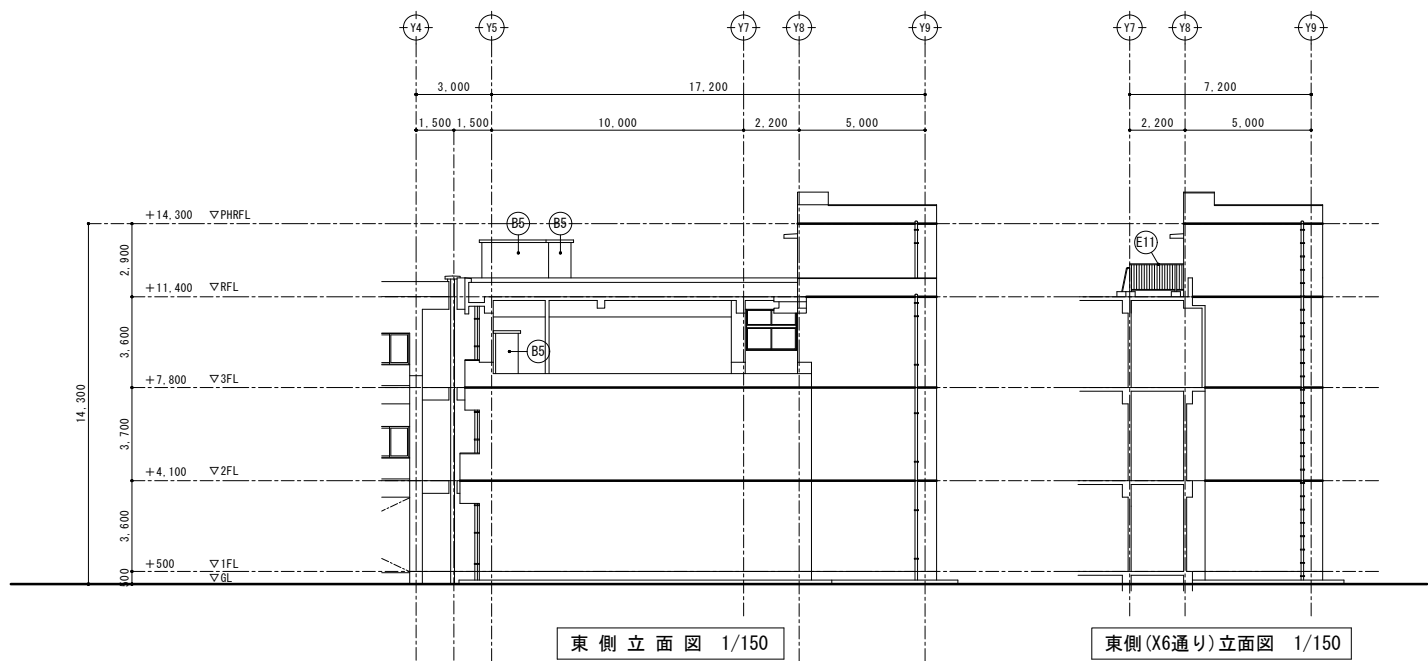 Y4 Y5 Y7 Y8 Y9 Y7 Y8 Y9
3,000 17,200 7,200
1,500 1,500 10,000 2,200 5,000 2,200 5,000
+14,300 ▽PHRFL
B5 B5
E11
2,900
+11,400 ▽RFL
3,600
B5
+7,800 ▽3FL
14,300
3,700
+4,100 ▽2FL
3,600
+500 ▽1FL
500
▽GL
東側立面図 1/150
東側(X6通り)立面図 1/150